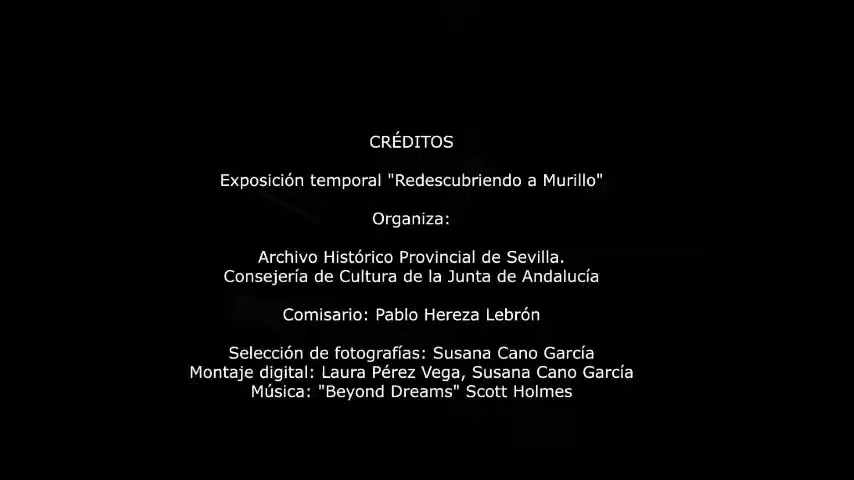 CRÉDITOS
Exposición temporal "Redescubriendo a Murillo"
Organiza:
Archivo Histórico Provincial de Sevilla.
Consejería de Cultura de la Junta de Andalucía
Comisario: Pablo Hereza Lebrón
Selección de fotografías: Susana Cano García
Montaje digital: Laura Pérez Vega, Susana Cano García
Música: "Beyond Dreams" Scott Holmes